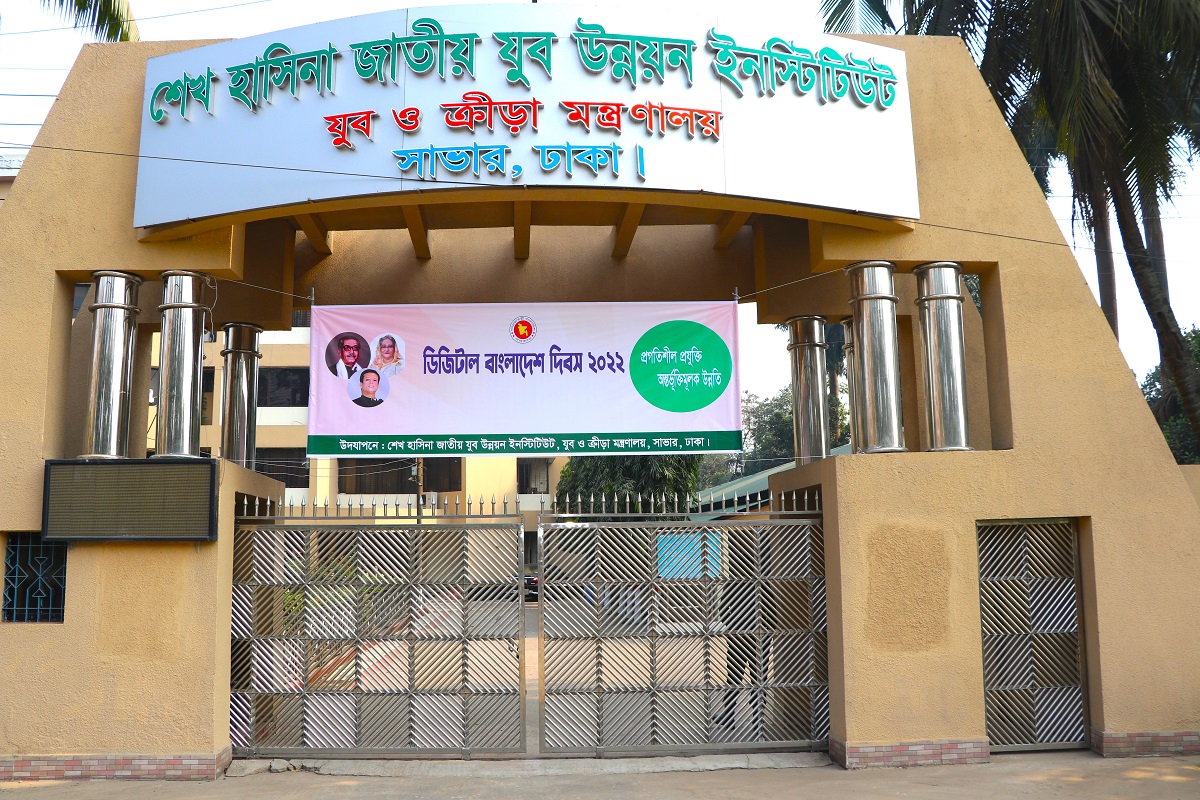 শেখ হাসিনা জাতীয় যুব উন্নয়ন ইনস্টিটিউট
যুব ও ক্রীড়া মন্ত্রণালয়
সাভার, ঢাকা।
ডিজিটাল বাংলাদেশ দিবস ২০২২
প্রগতিশীল প্রযুক্তি
অন্তর্ভূক্তিমূলক উন্নতি
উদযাপনে : শেখ হাসিনা জাতীয় যুব উন্নয়ন ইনস্টিটিউট, যুব ও ক্রীড়া মন্ত্রণালয়, সাভার, ঢাকা।